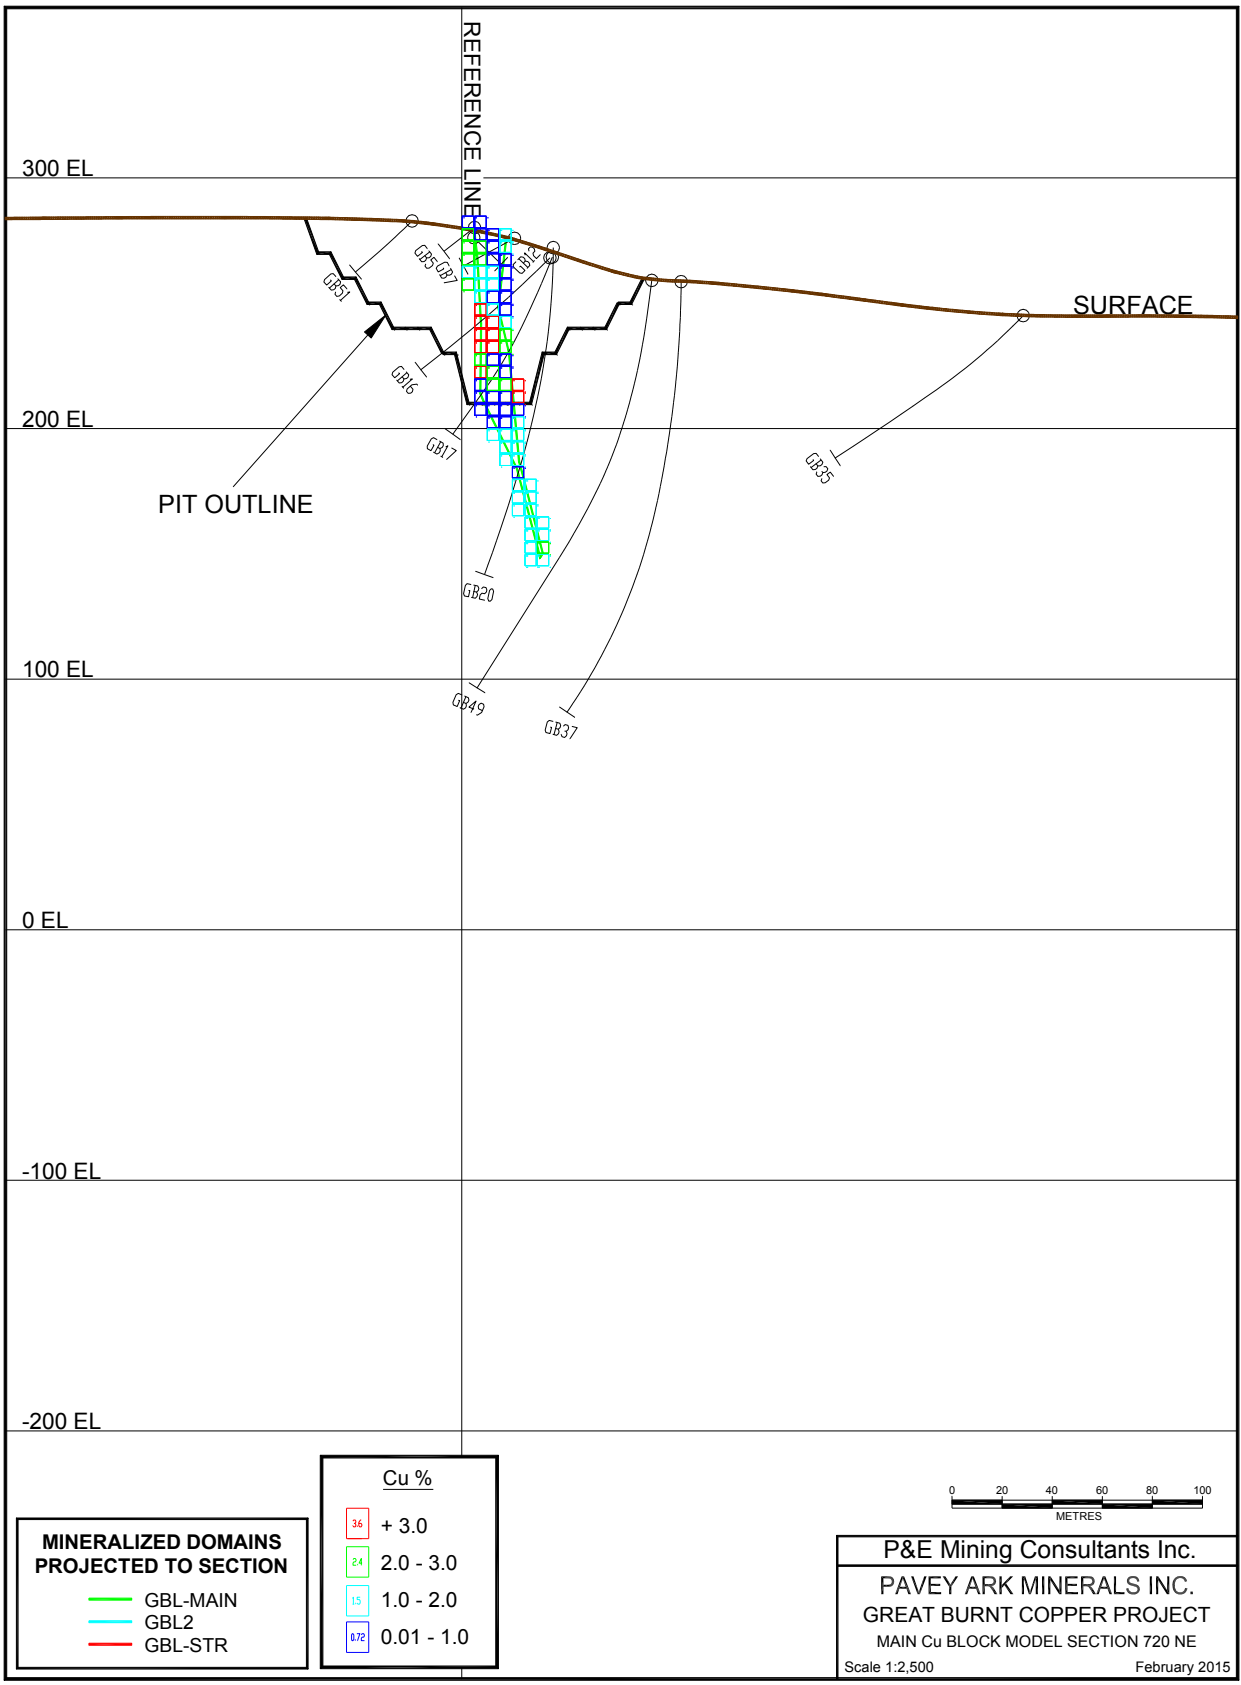 REFERENCE LINE
300 EL
GB5
GB7
GB12
GB51
SURFACE
GB16
200 EL
GB17
GB35
PIT OUTLINE
GB20
100 EL
GB49
GB37
0 EL
-100 EL
-200 EL
Cu %
3.6 + 3.0
2.4 2.0 - 3.0
1.5 1.0 - 2.0
0.72 0.01 - 1.0
MINERALIZED DOMAINS
PROJECTED TO SECTION
GBL-MAIN
GBL2
GBL-STR
0 20 40 60 80 100
METRES
P&E Mining Consultants Inc.
PAVEY ARK MINERALS INC.
GREAT BURNT COPPER PROJECT
MAIN Cu BLOCK MODEL SECTION 720 NE
Scale 1:2,500 February 2015